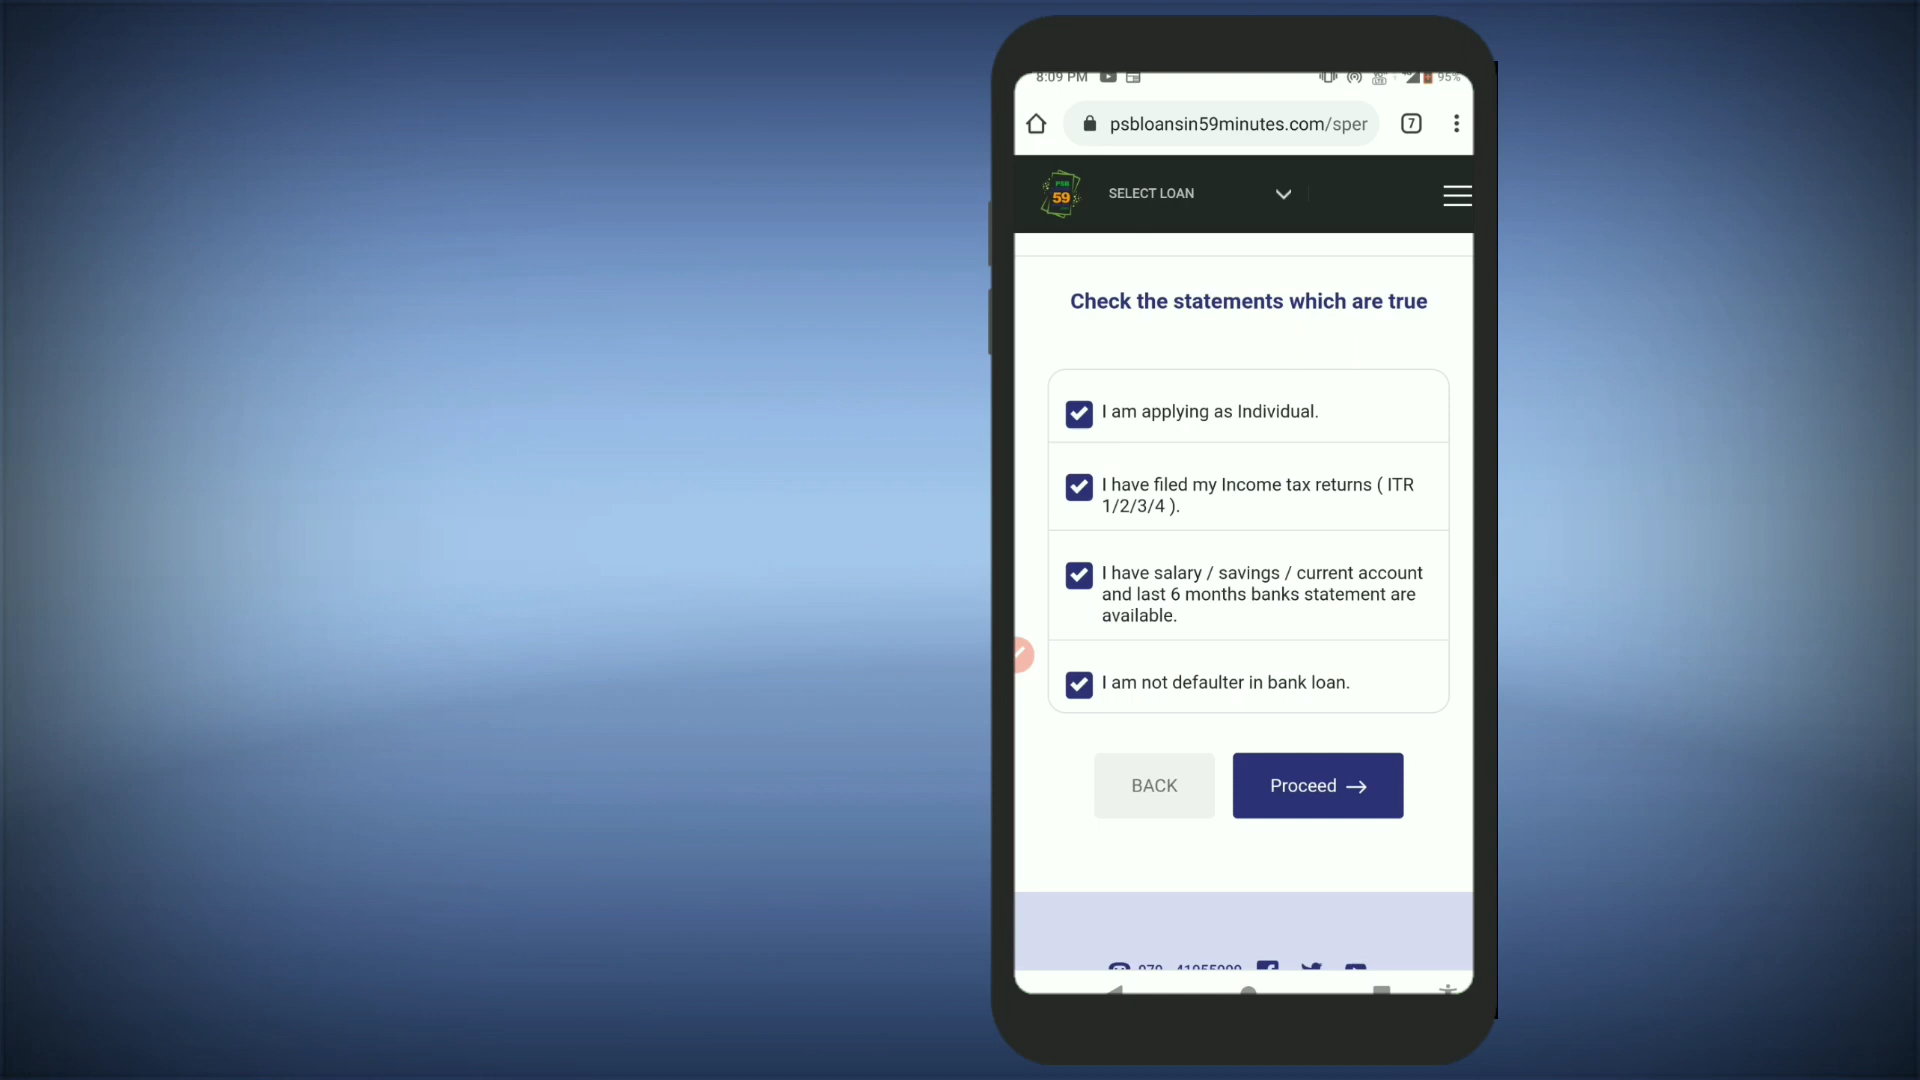 8:09 PM 95%
psbloansin59minutes.com/sper 7
PSB
59
SELECT LOAN
Check the statements which are true
I am applying as Individual.
I have filed my Income tax returns ( ITR
1/2/3/4 ).
I have salary / savings / current account
and last 6 months banks statement are
available.
I am not defaulter in bank loan.
BACK
Proceed →